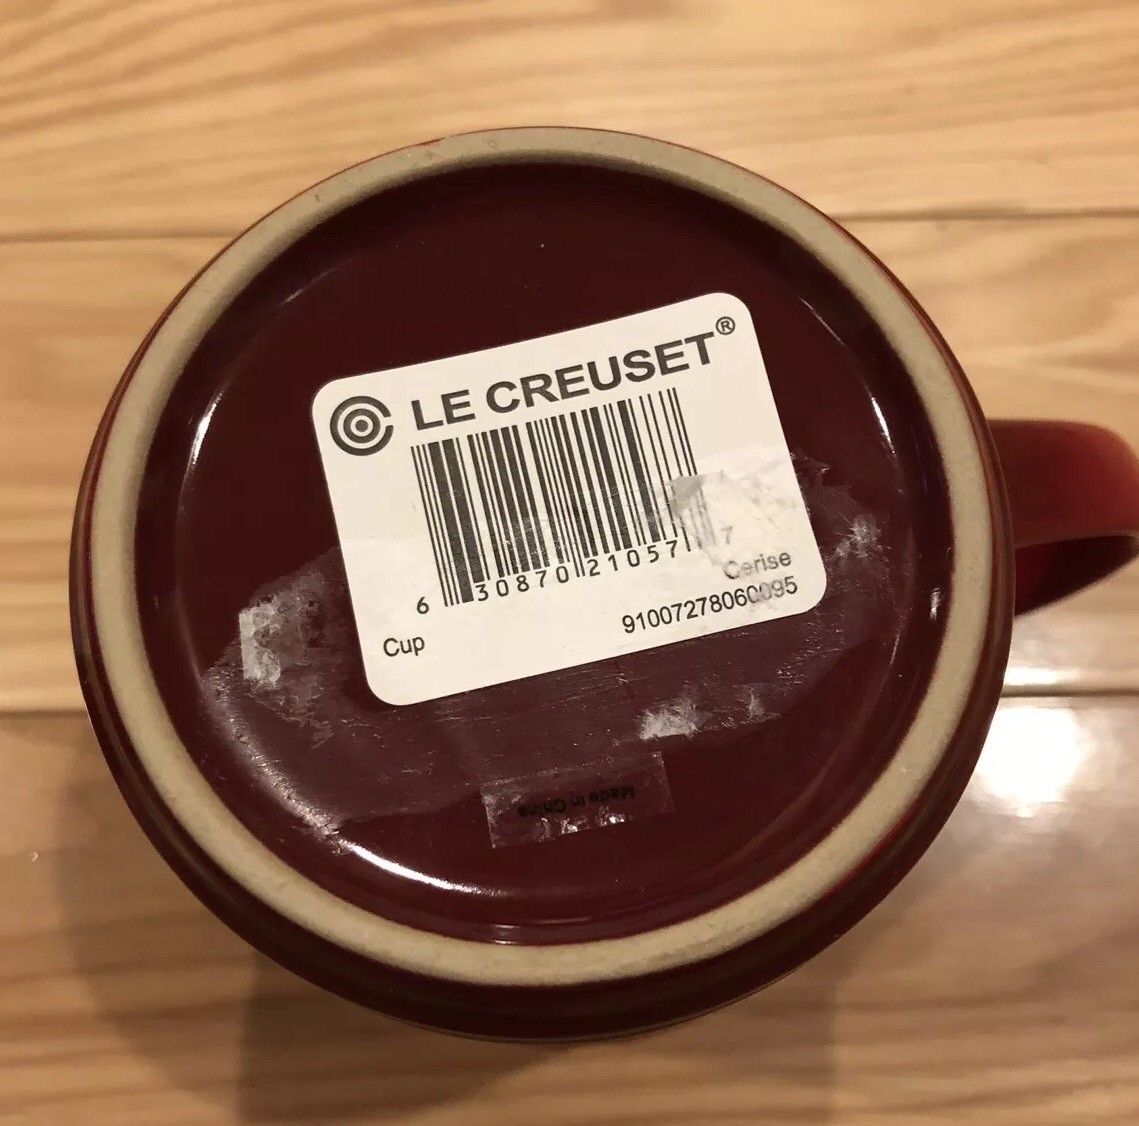 LE CREUSET®
6 30870 21057 7
Cerise
Cup
91007278060095
Made in China